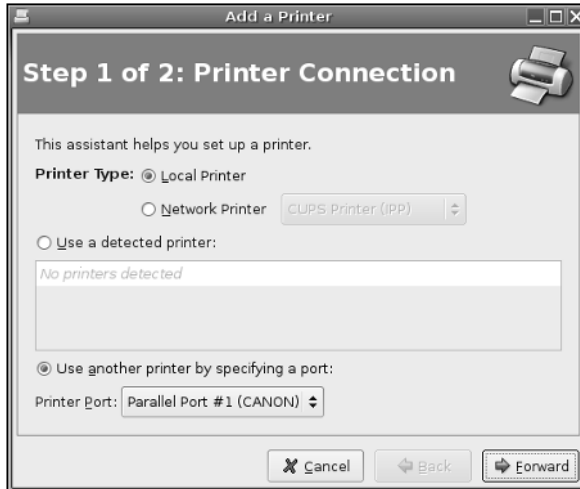 Add a Printer
Step 1 of 2: Printer Connection
This assistant helps you set up a printer.
Printer Type: Local Printer
Network Printer CUPS Printer (IPP)
Use a detected printer:
No printers detected
Use another printer by specifying a port:
Printer Port: Parallel Port #1 (CANON)
Cancel Back Forward